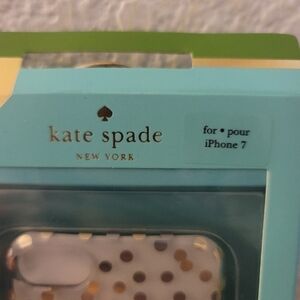 kate spade
NEW YORK
for • pour
iPhone 7